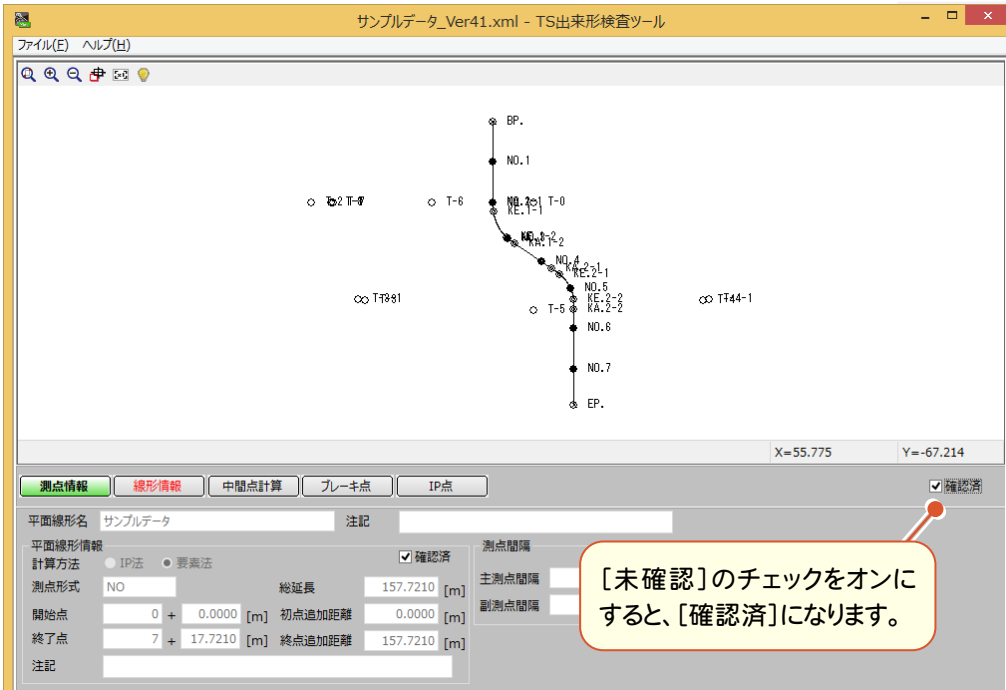 サンプルデータ_Ver41.xml - TS出来形検査ツール
ファイル(F) ヘルプ(H)
BP.
NO.1
T-6
T-0
KE.1-1
KA.1-2
NO.4
KA.2-1
KE.2-1
NO.5
KE.2-2
T-5
KA.2-2
NO.6
NO.7
EP.
X=55.775 Y=-67.214
測点情報 線形情報 中間点計算 ブレーキ点 IP点 確認済
平面線形名 サンプルデータ 注記
平面線形情報 測点間隔
計算方法 IP法 要素法 確認済
測点形式 NO 総延長 157.7210 [m] 主測点間隔
開始点 0 + 0.0000 [m] 初点追加距離 0.0000 [m] 副測点間隔
終了点 7 + 17.7210 [m] 終点追加距離 157.7210 [m]
注記
[未確認]のチェックをオンに
すると、[確認済]になります。